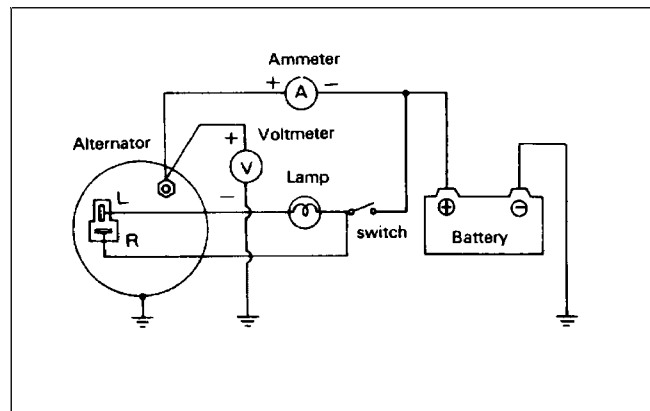 Ammeter
+ A −
Alternator
+ Voltmeter
V
Lamp
L
−
R
switch
⊕ ⊖
Battery